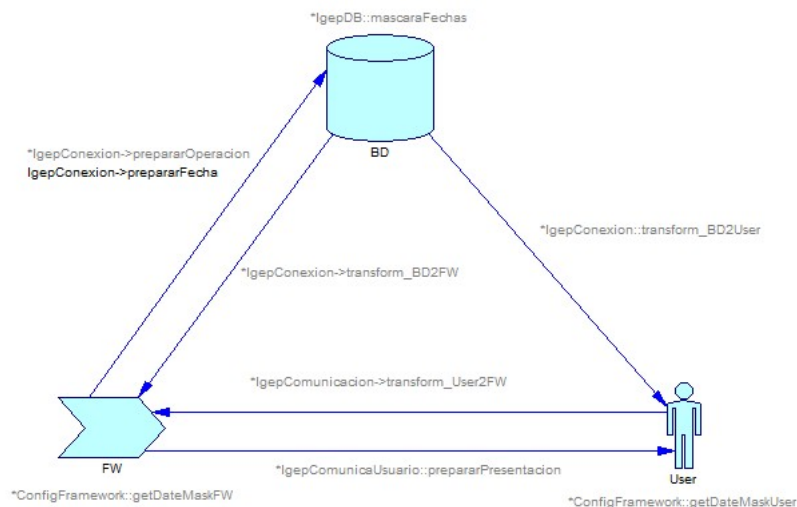 *IgepDB::mascaraFechas
*IgepConexion->prepararOperacion
IgepConexion->prepararFecha
BD
*IgepConexion::transform_BD2User
*IgepConexion->transform_BD2FW
*IgepComunicacion->transform_User2FW
FW
*IgepComunicaUsuario::prepararPresentacion
User
*ConfigFramework::getDateMaskFW
*ConfigFramework::getDateMaskUser